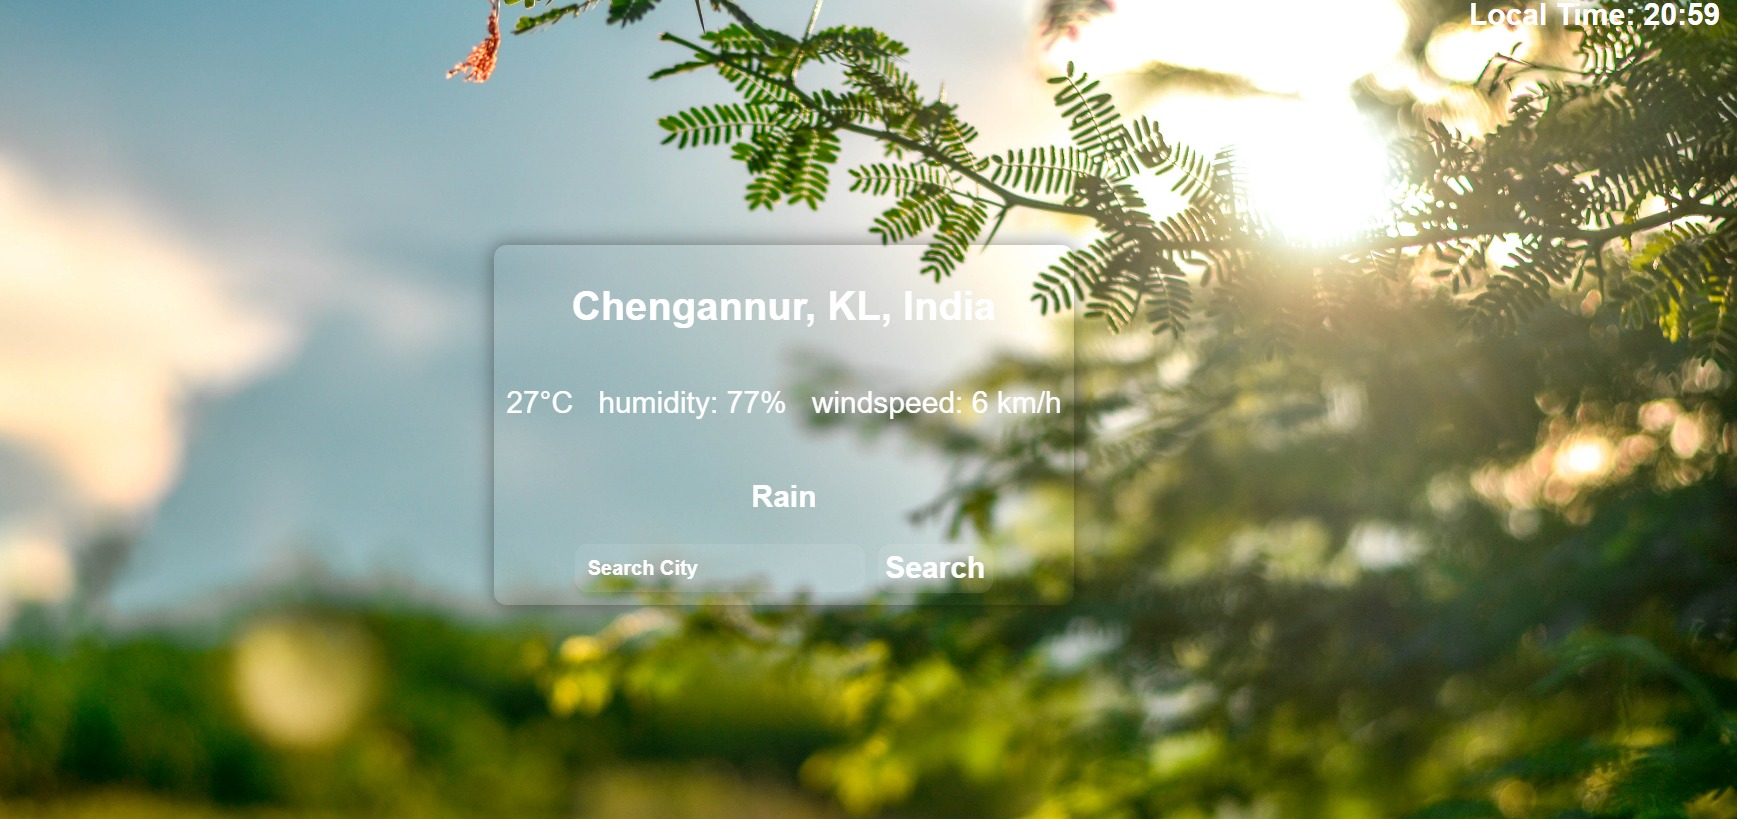 Local Time: 20:59
Chengannur, KL, India
27°C humidity: 77% windspeed: 6 km/h
Rain
Search City Search